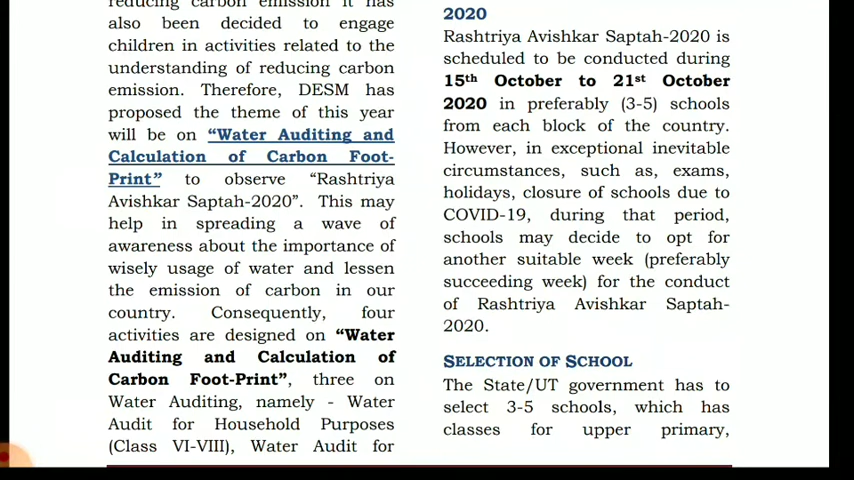 reducing carbon emission it has
also been decided to engage
children in activities related to the
understanding of reducing carbon
emission. Therefore, DESM has
proposed the theme of this year
will be on “Water Auditing and
Calculation of Carbon Foot-
Print” to observe “Rashtriya
Avishkar Saptah-2020”. This may
help in spreading a wave of
awareness about the importance of
wisely usage of water and lessen
the emission of carbon in our
country. Consequently, four
activities are designed on “Water
Auditing and Calculation of
Carbon Foot-Print”, three on
Water Auditing, namely - Water
Audit for Household Purposes
(Class VI-VIII), Water Audit for
2020
Rashtriya Avishkar Saptah-2020 is
scheduled to be conducted during
15th October to 21st October
2020 in preferably (3-5) schools
from each block of the country.
However, in exceptional inevitable
circumstances, such as, exams,
holidays, closure of schools due to
COVID-19, during that period,
schools may decide to opt for
another suitable week (preferably
succeeding week) for the conduct
of Rashtriya Avishkar Saptah-
2020.
SELECTION OF SCHOOL
The State/UT government has to
select 3-5 schools, which has
classes for upper primary,